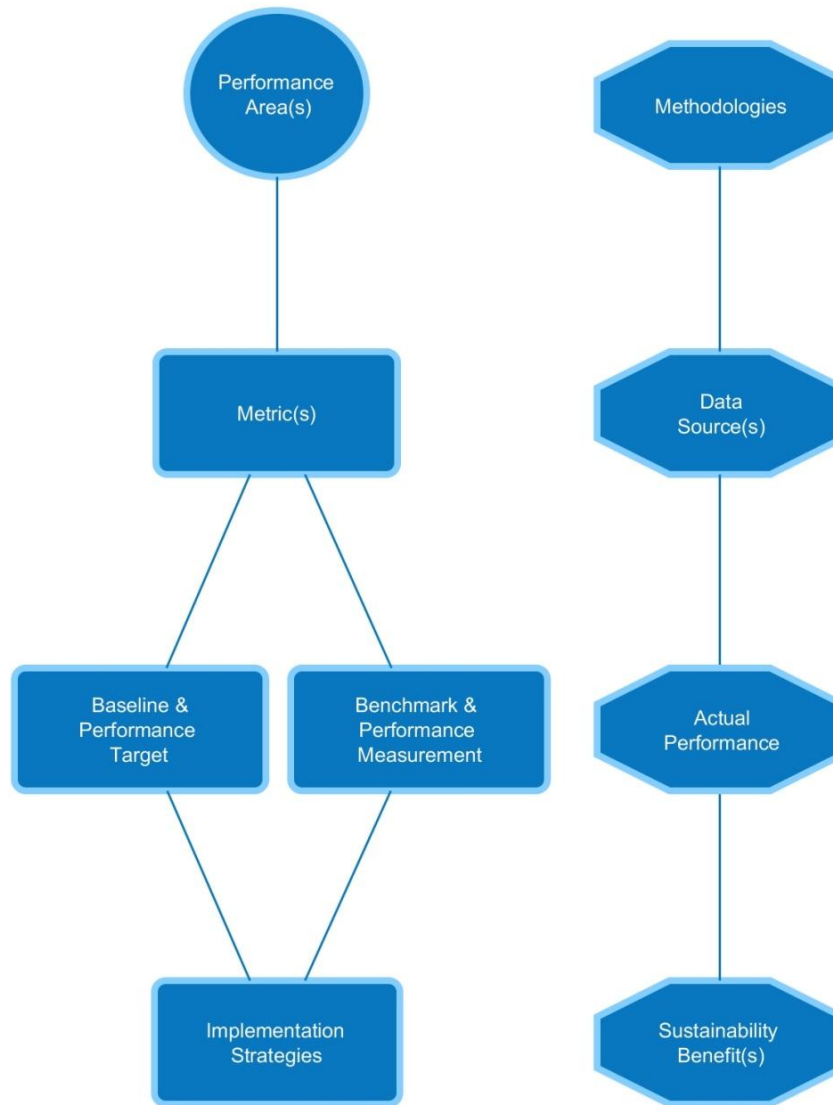 Performance
Area(s)
Methodologies
Metric(s)
Data
Source(s)
Baseline &
Performance
Target
Benchmark &
Performance
Measurement
Actual
Performance
Implementation
Strategies
Sustainability
Benefit(s)